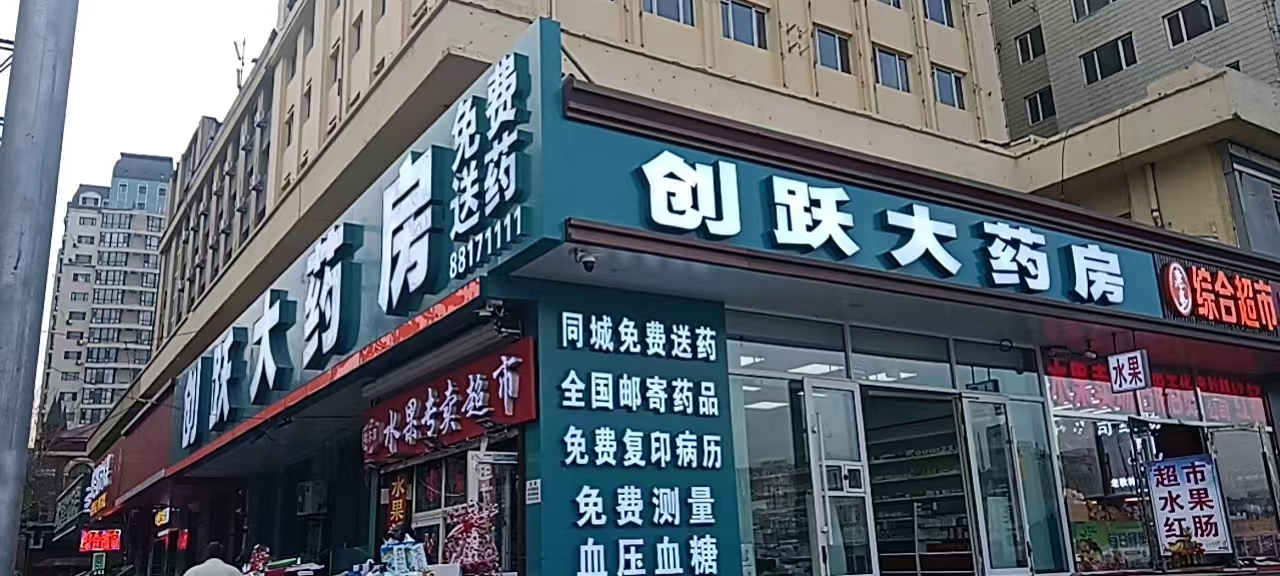 创跃大药房
免费
送药
88171111
创跃大药房
综合超市
水果专卖超市
水果
水果
同城免费送药
全国邮寄药品
免费复印病历
免费测量
血压血糖
超市
水果
红肠